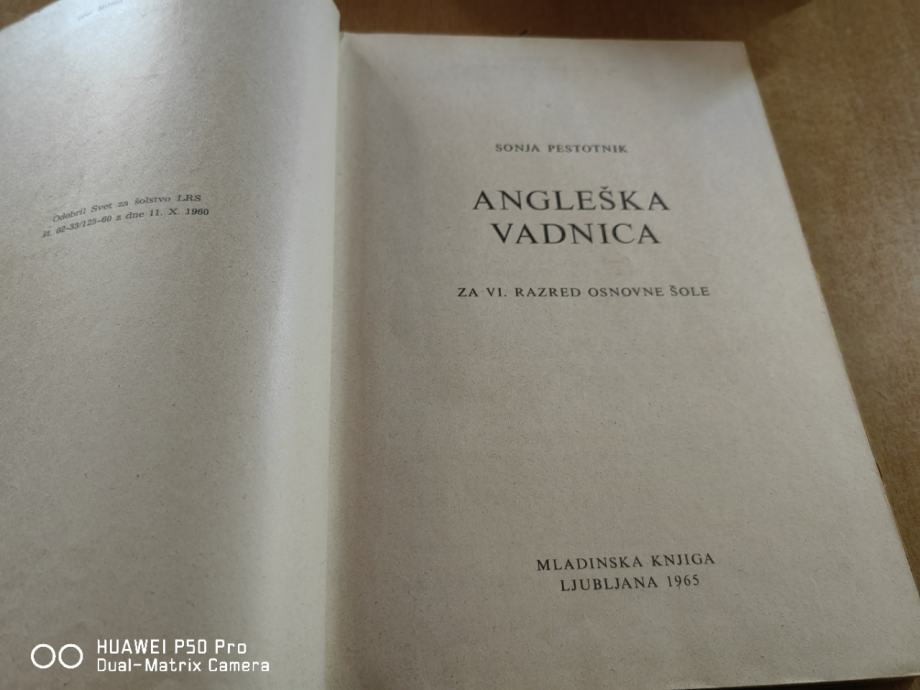 Odobril Svet za šolstvo LRS
št. 02-33/125-60 z dne 11. X. 1960
SONJA PESTOTNIK
ANGLEŠKA
VADNICA
ZA VI. RAZRED OSNOVNE ŠOLE
MLADINSKA KNJIGA
LJUBLJANA 1965
HUAWEI P50 Pro
Dual-Matrix Camera